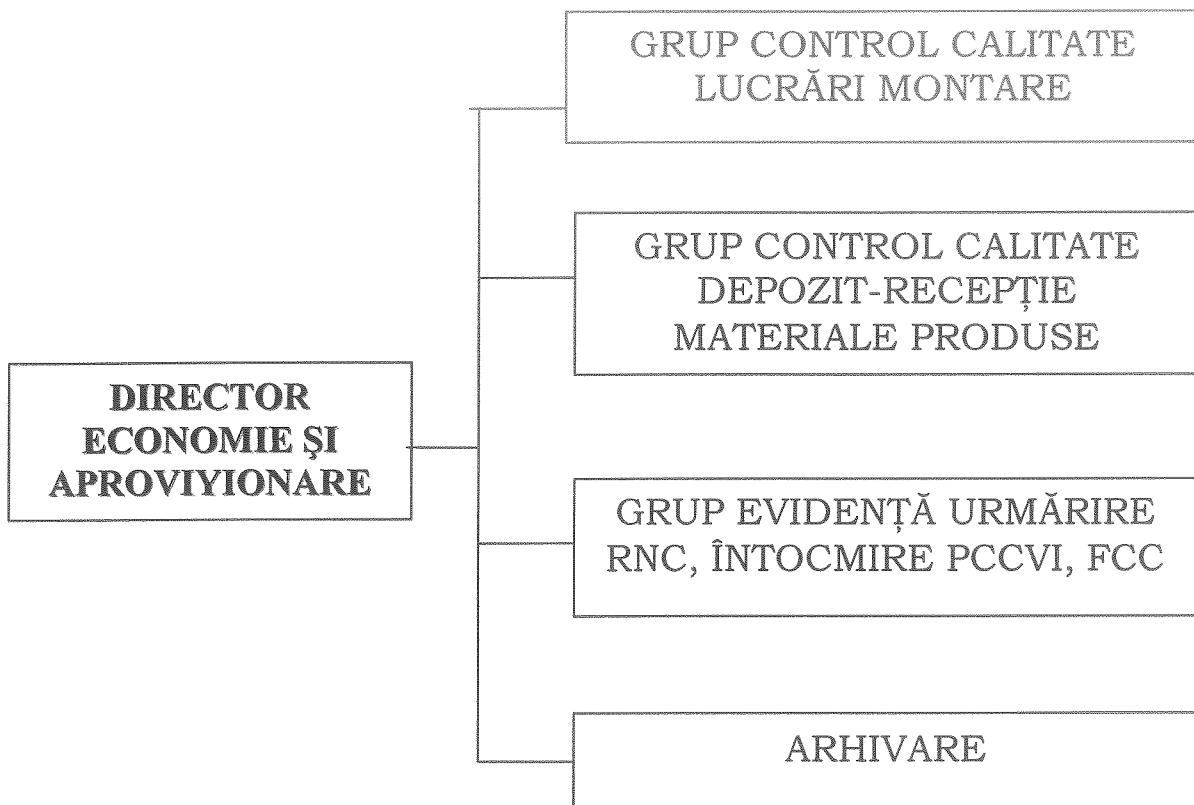 GRUP CONTROL CALITATE
LUCRĂRI MONTARE
GRUP CONTROL CALITATE
DEPOZIT-RECEPȚIE
MATERIALE PRODUSE
DIRECTOR
ECONOMIE ȘI
APROVIYIONARE
GRUP EVIDENȚĂ URMĂRIRE
RNC, ÎNTOCMIRE PCCVI, FCC
ARHIVARE